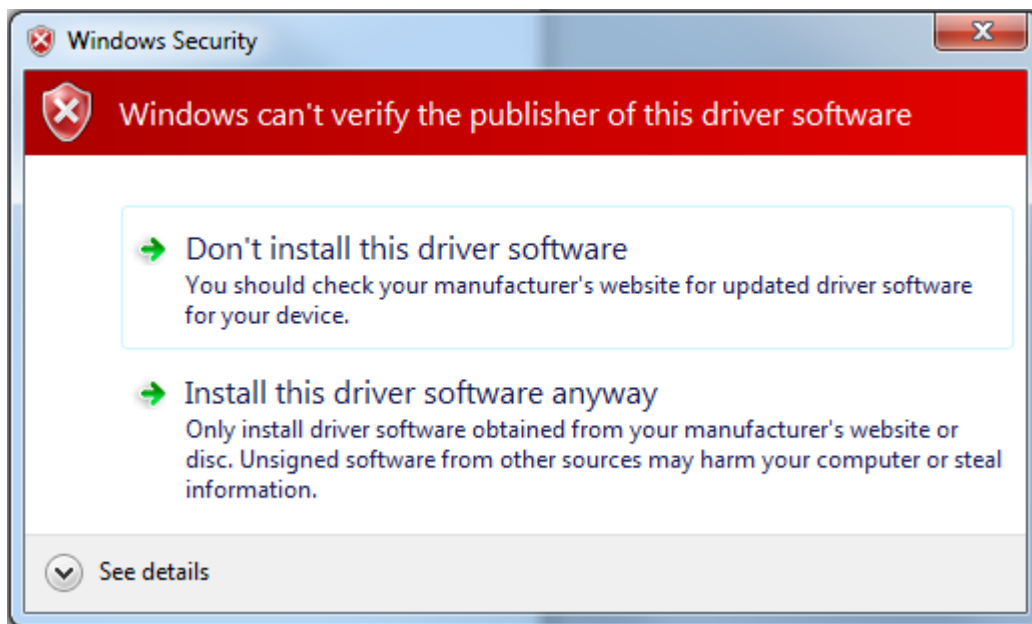 Windows Security
Windows can't verify the publisher of this driver software
Don't install this driver software
You should check your manufacturer's website for updated driver software
for your device.
Install this driver software anyway
Only install driver software obtained from your manufacturer's website or
disc. Unsigned software from other sources may harm your computer or steal
information.
See details